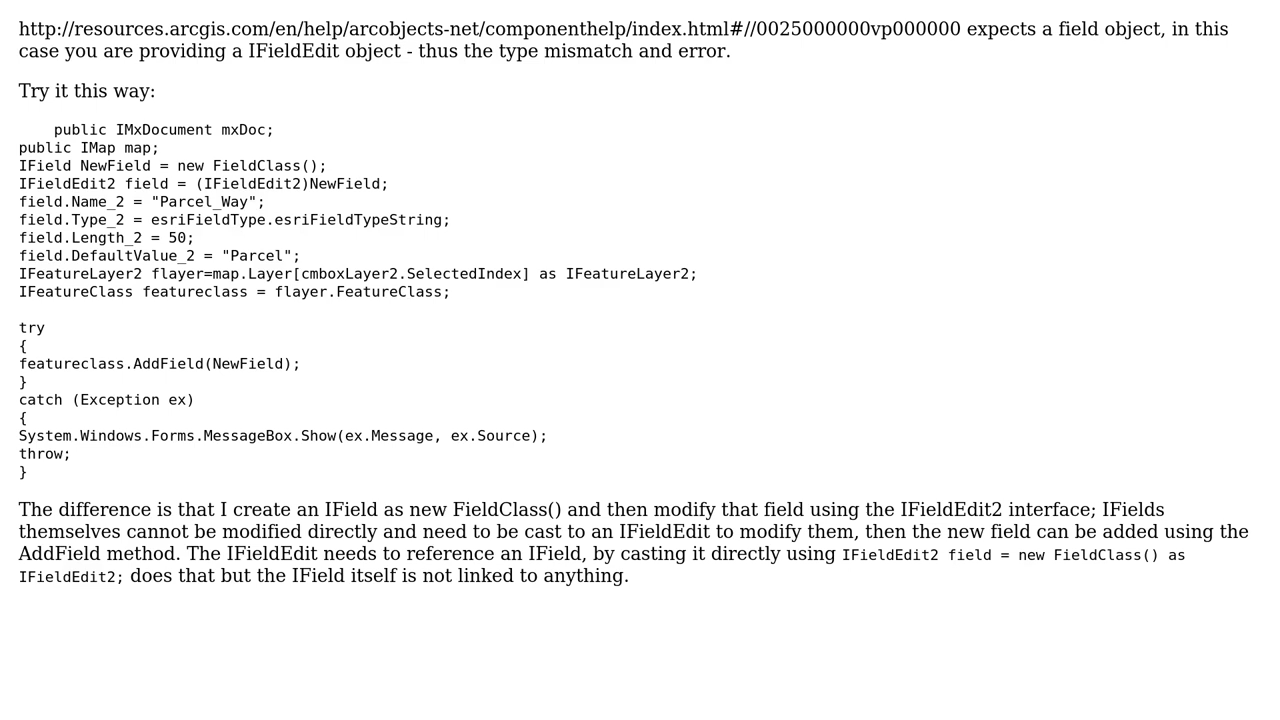 http://resources.arcgis.com/en/help/arcobjects-net/componenthelp/index.html#//0025000000vp000000 expects a field object, in this
case you are providing a IFieldEdit object - thus the type mismatch and error.
Try it this way:
    public IMxDocument mxDoc;
public IMap map;
IField NewField = new FieldClass();
IFieldEdit2 field = (IFieldEdit2)NewField;
field.Name_2 = "Parcel_Way";
field.Type_2 = esriFieldType.esriFieldTypeString;
field.Length_2 = 50;
field.DefaultValue_2 = "Parcel";
IFeatureLayer2 flayer=map.Layer[cmboxLayer2.SelectedIndex] as IFeatureLayer2;
IFeatureClass featureclass = flayer.FeatureClass;
try
{
featureclass.AddField(NewField);
}
catch (Exception ex)
{
System.Windows.Forms.MessageBox.Show(ex.Message, ex.Source);
throw;
}
The difference is that I create an IField as new FieldClass() and then modify that field using the IFieldEdit2 interface; IFields
themselves cannot be modified directly and need to be cast to an IFieldEdit to modify them, then the new field can be added using the
AddField method. The IFieldEdit needs to reference an IField, by casting it directly using IFieldEdit2 field = new FieldClass() as
IFieldEdit2; does that but the IField itself is not linked to anything.